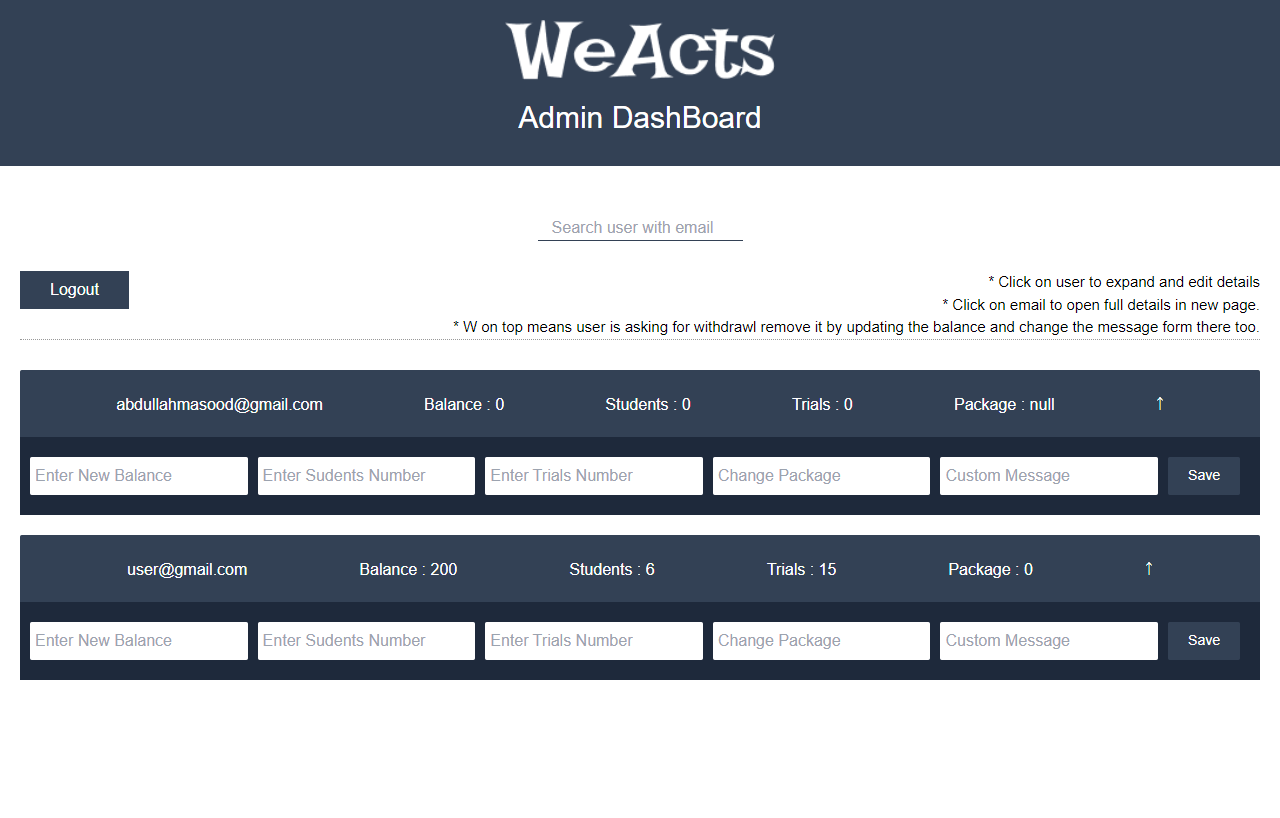 WeActs
Admin DashBoard
Search user with email
Logout
* Click on user to expand and edit details
* Click on email to open full details in new page.
* W on top means user is asking for withdrawl remove it by updating the balance and change the message form there too.
abdullahmasood@gmail.com Balance : 0 Students : 0 Trials : 0 Package : null ↑
Enter New Balance Enter Sudents Number Enter Trials Number Change Package Custom Message Save
user@gmail.com Balance : 200 Students : 6 Trials : 15 Package : 0 ↑
Enter New Balance Enter Sudents Number Enter Trials Number Change Package Custom Message Save